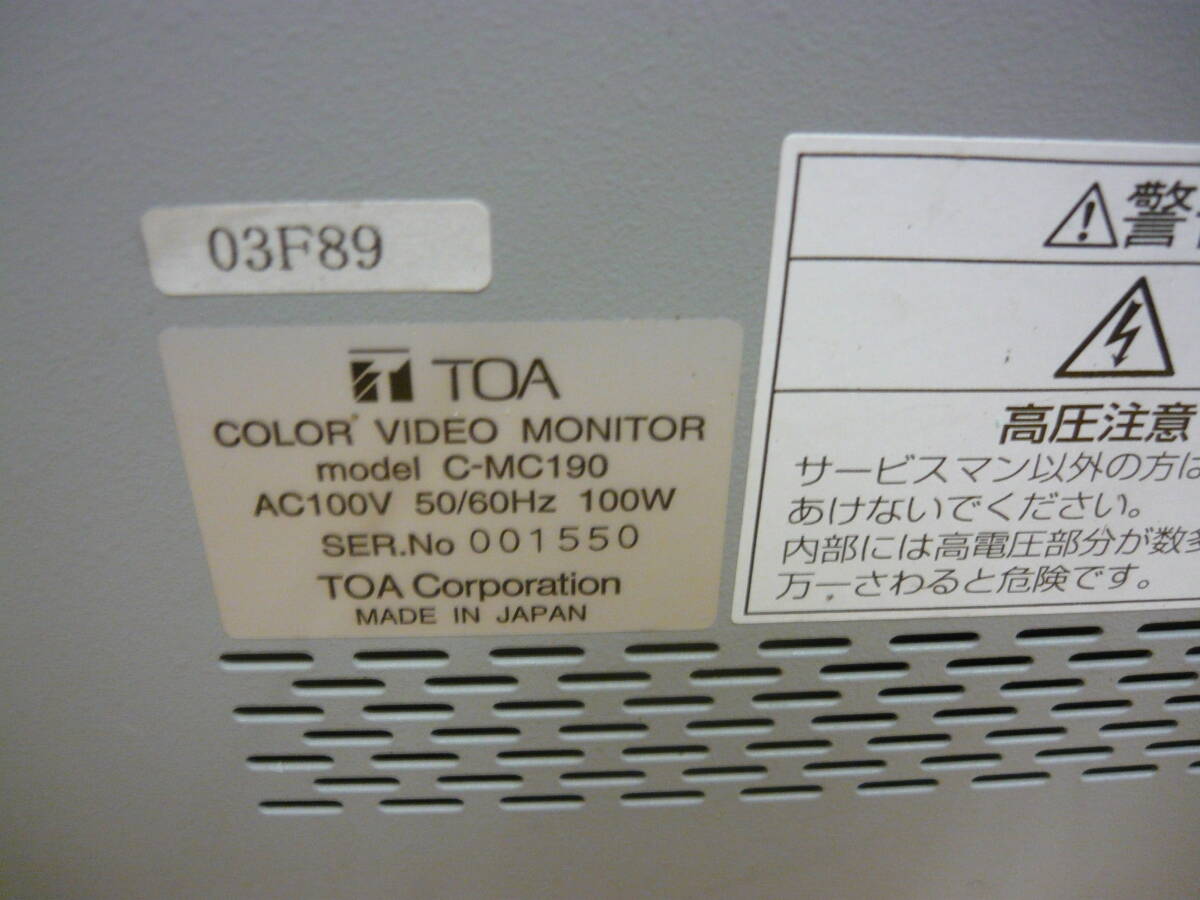 03F89
TOA
COLOR VIDEO MONITOR
model C-MC190
AC100V 50/60Hz 100W
SER.No 001550
TOA Corporation
MADE IN JAPAN
警
高圧注意
サービスマン以外の方は
あけないでください。
内部には高電圧部分が数多
万一さわると危険です。